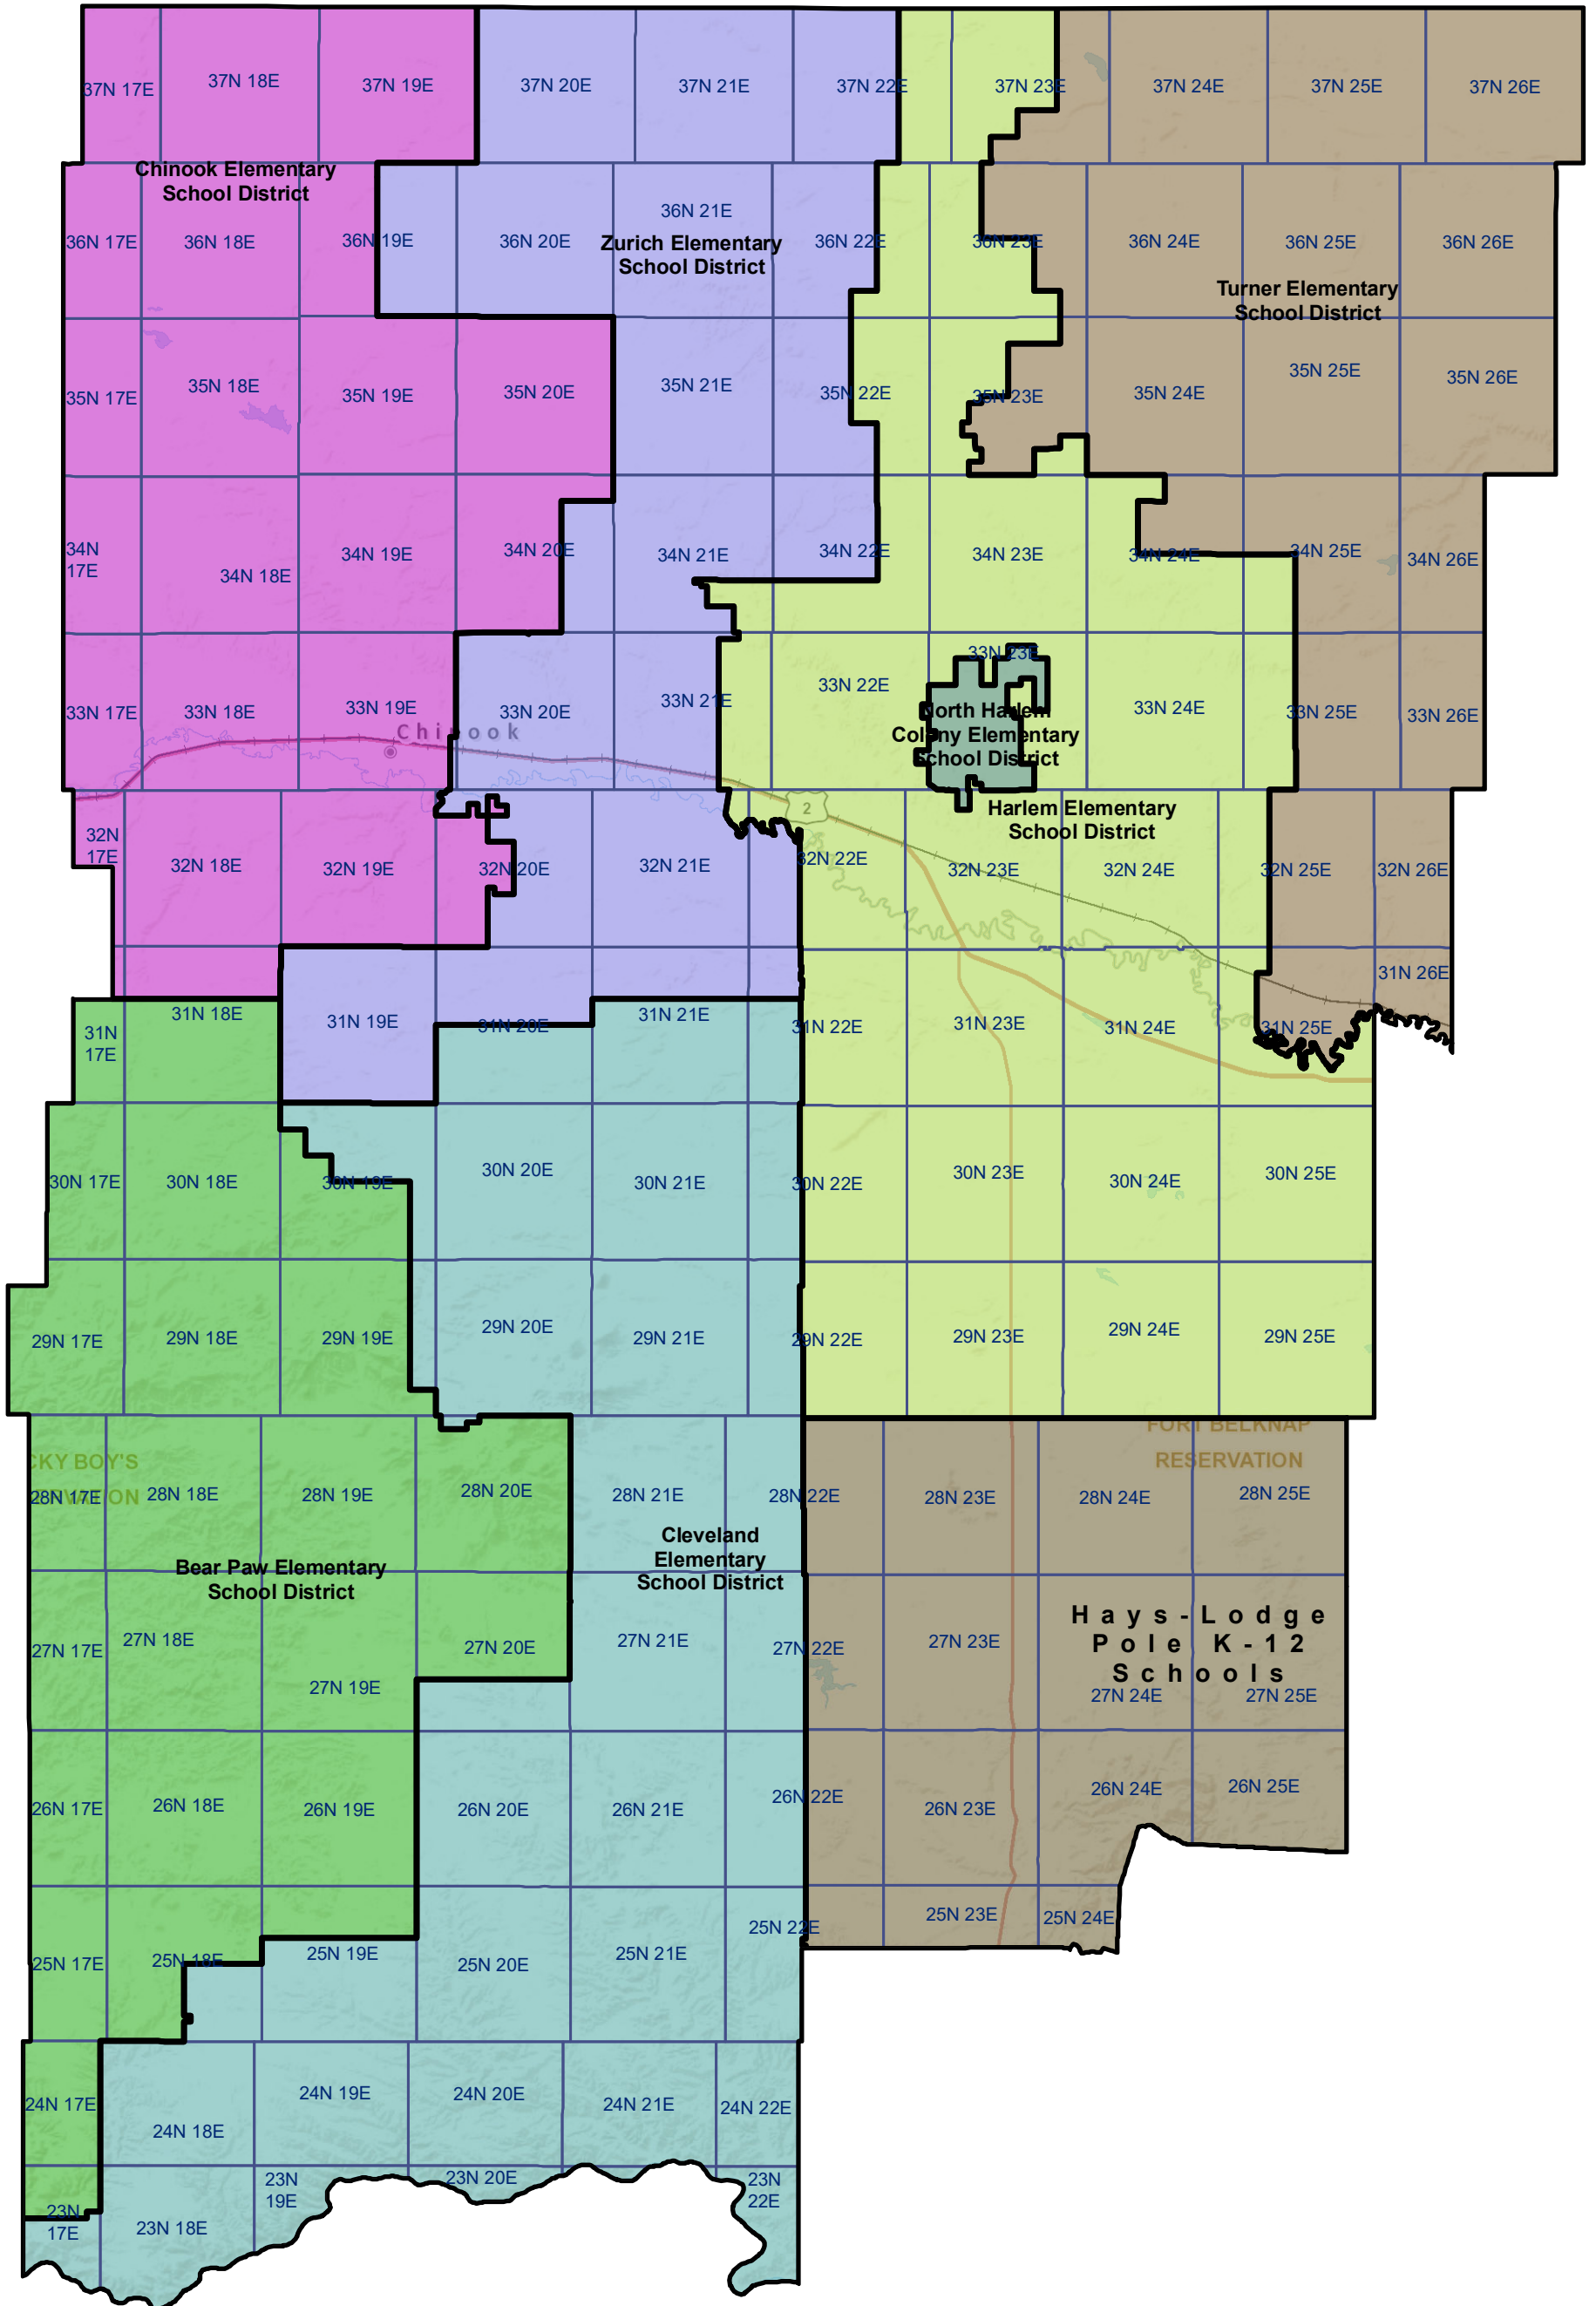 37N 17E
37N 18E
37N 19E
37N 20E
37N 21E
37N 22E
37N 23E
37N 24E
37N 25E
37N 26E
Chinook Elementary
School District
36N 17E
36N 18E
36N 19E
36N 20E
36N 21E
Zurich Elementary
School District
36N 22E
36N 23E
36N 24E
36N 25E
36N 26E
Turner Elementary
School District
35N 17E
35N 18E
35N 19E
35N 20E
35N 21E
35N 22E
35N 23E
35N 24E
35N 25E
35N 26E
34N
17E
34N 18E
34N 19E
34N 20E
34N 21E
34N 22E
34N 23E
34N 24E
34N 25E
34N 26E
33N 17E
33N 18E
33N 19E
Chinook
33N 20E
33N 21E
33N 22E
33N 23E
North Harlem
Colony Elementary
School District
33N 24E
33N 25E
33N 26E
2
Harlem Elementary
School District
32N
17E
32N 18E
32N 19E
32N 20E
32N 21E
32N 22E
32N 23E
32N 24E
32N 25E
32N 26E
31N
17E
31N 18E
31N 19E
31N 20E
31N 21E
31N 22E
31N 23E
31N 24E
31N 25E
31N 26E
30N 17E
30N 18E
30N 19E
30N 20E
30N 21E
30N 22E
30N 23E
30N 24E
30N 25E
29N 17E
29N 18E
29N 19E
29N 20E
29N 21E
29N 22E
29N 23E
29N 24E
29N 25E
FORT BELKNAP
RESERVATION
CKY BOY'S
28N 17E
28N 18E
28N 19E
28N 20E
28N 21E
28N 22E
28N 23E
28N 24E
28N 25E
Bear Paw Elementary
School District
Cleveland
Elementary
School District
Hays-Lodge
Pole K-12
Schools
27N 17E
27N 18E
27N 19E
27N 20E
27N 21E
27N 22E
27N 23E
27N 24E
27N 25E
26N 17E
26N 18E
26N 19E
26N 20E
26N 21E
26N 22E
26N 23E
26N 24E
26N 25E
25N 17E
25N 18E
25N 19E
25N 20E
25N 21E
25N 22E
25N 23E
25N 24E
24N 17E
24N 18E
24N 19E
24N 20E
24N 21E
24N 22E
23N
17E
23N 18E
23N
19E
23N 20E
23N
22E